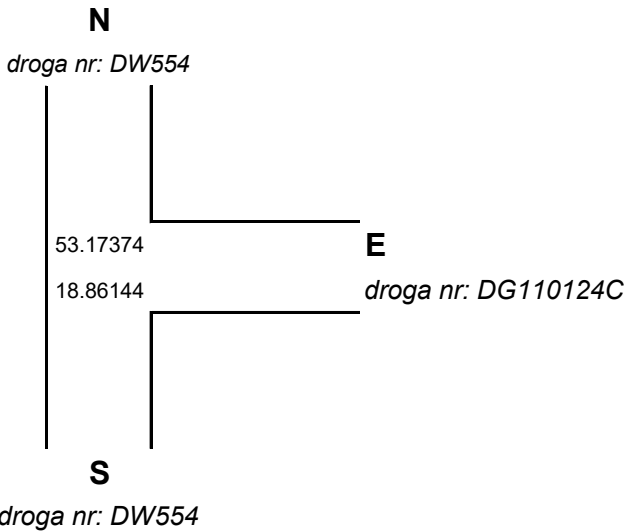 N
droga nr: DW554
53.17374
E
18.86144
droga nr: DG110124C
S
droga nr: DW554